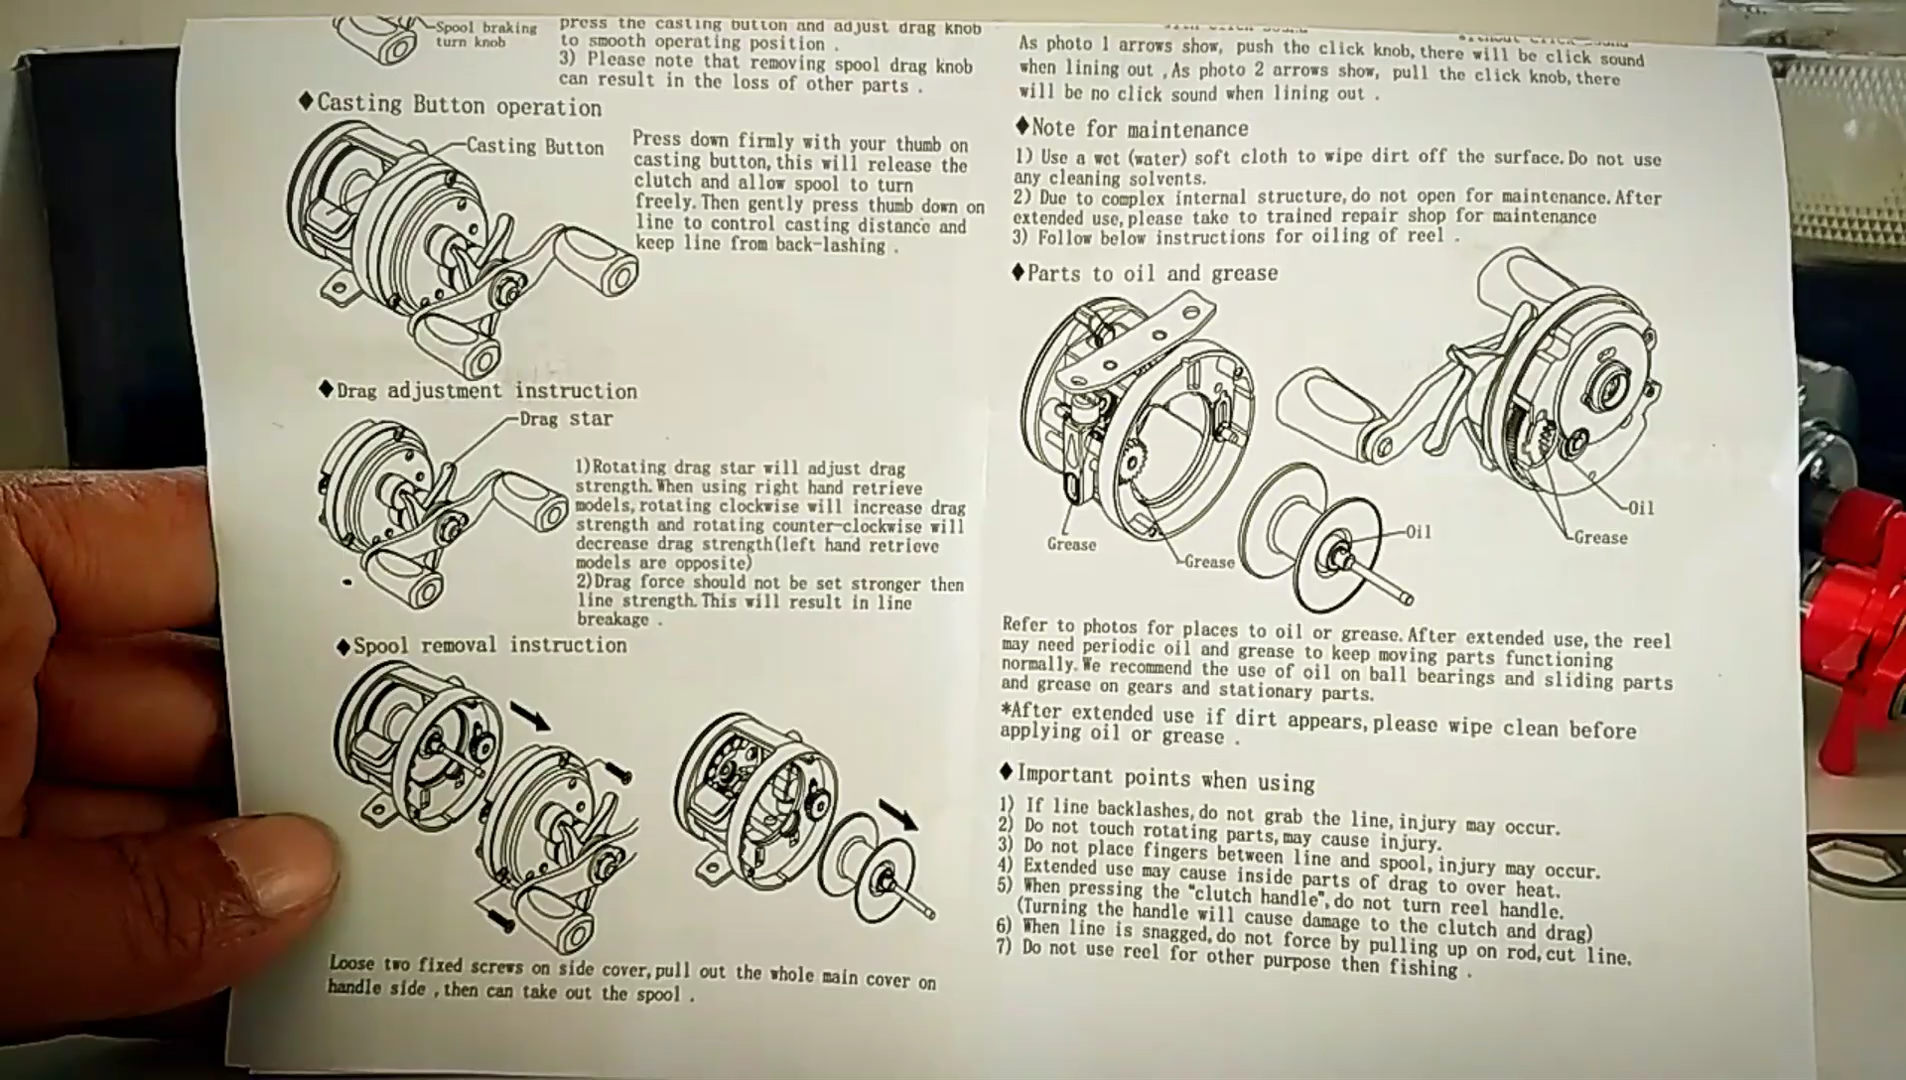 Spool braking
turn knob
press the casting button and adjust drag knob
to smooth operating position .
3) Please note that removing spool drag knob
can result in the loss of other parts .
◆Casting Button operation
Casting Button
Press down firmly with your thumb on
casting button, this will release the
clutch and allow spool to turn
freely. Then gently press thumb down on
line to control casting distance and
keep line from back-lashing .
◆Drag adjustment instruction
Drag star
1)Rotating drag star will adjust drag
strength. When using right hand retrieve
models, rotating clockwise will increase drag
strength and rotating counter-clockwise will
decrease drag strength(left hand retrieve
models are opposite)
2)Drag force should not be set stronger then
line strength. This will result in line
breakage .
◆Spool removal instruction
Loose two fixed screws on side cover, pull out the whole main cover on
handle side , then can take out the spool .
As photo 1 arrows show, push the click knob, there will be click sound
when lining out , As photo 2 arrows show, pull the click knob, there
will be no click sound when lining out .
◆Note for maintenance
1) Use a wet (water) soft cloth to wipe dirt off the surface. Do not use
any cleaning solvents.
2) Due to complex internal structure, do not open for maintenance. After
extended use, please take to trained repair shop for maintenance
3) Follow below instructions for oiling of reel .
◆Parts to oil and grease
Grease
Grease
Oil
Grease
Oil
Refer to photos for places to oil or grease. After extended use, the reel
may need periodic oil and grease to keep moving parts functioning
normally. We recommend the use of oil on ball bearings and sliding parts
and grease on gears and stationary parts.
*After extended use if dirt appears, please wipe clean before
applying oil or grease .
◆Important points when using
1) If line backlashes, do not grab the line, injury may occur.
2) Do not touch rotating parts, may cause injury.
3) Do not place fingers between line and spool, injury may occur.
4) Extended use may cause inside parts of drag to over heat.
5) When pressing the "clutch handle", do not turn reel handle.
(Turning the handle will cause damage to the clutch and drag)
6) When line is snagged, do not force by pulling up on rod, cut line.
7) Do not use reel for other purpose then fishing .